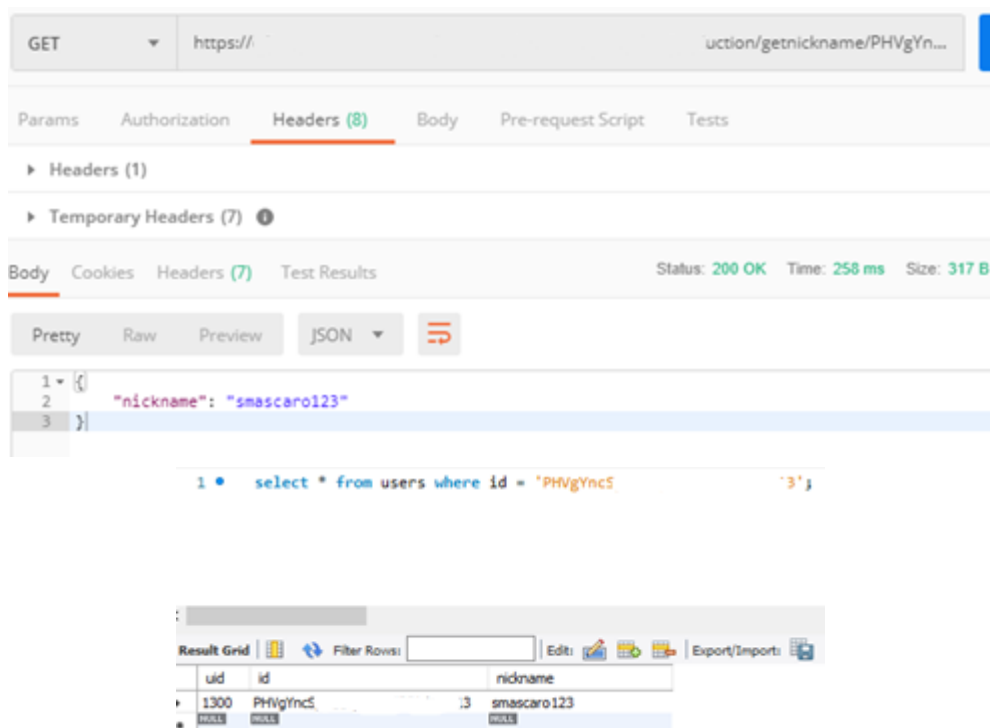 GET https:// uction/getnickname/PHVgYn...
Params Authorization Headers (8) Body Pre-request Script Tests
Headers (1)
Temporary Headers (7)
Body Cookies Headers (7) Test Results Status: 200 OK Time: 258 ms Size: 317 B
Pretty Raw Preview JSON
1 {
2 "nickname": "smascaro123"
3 }
1 select * from users where id = 'PHVgYncS 3';
Result Grid Filter Rows: Edit: Export/Import:
uid id nickname
1300 PHVgYncS 3 smascaro123
NULL NULL NULL